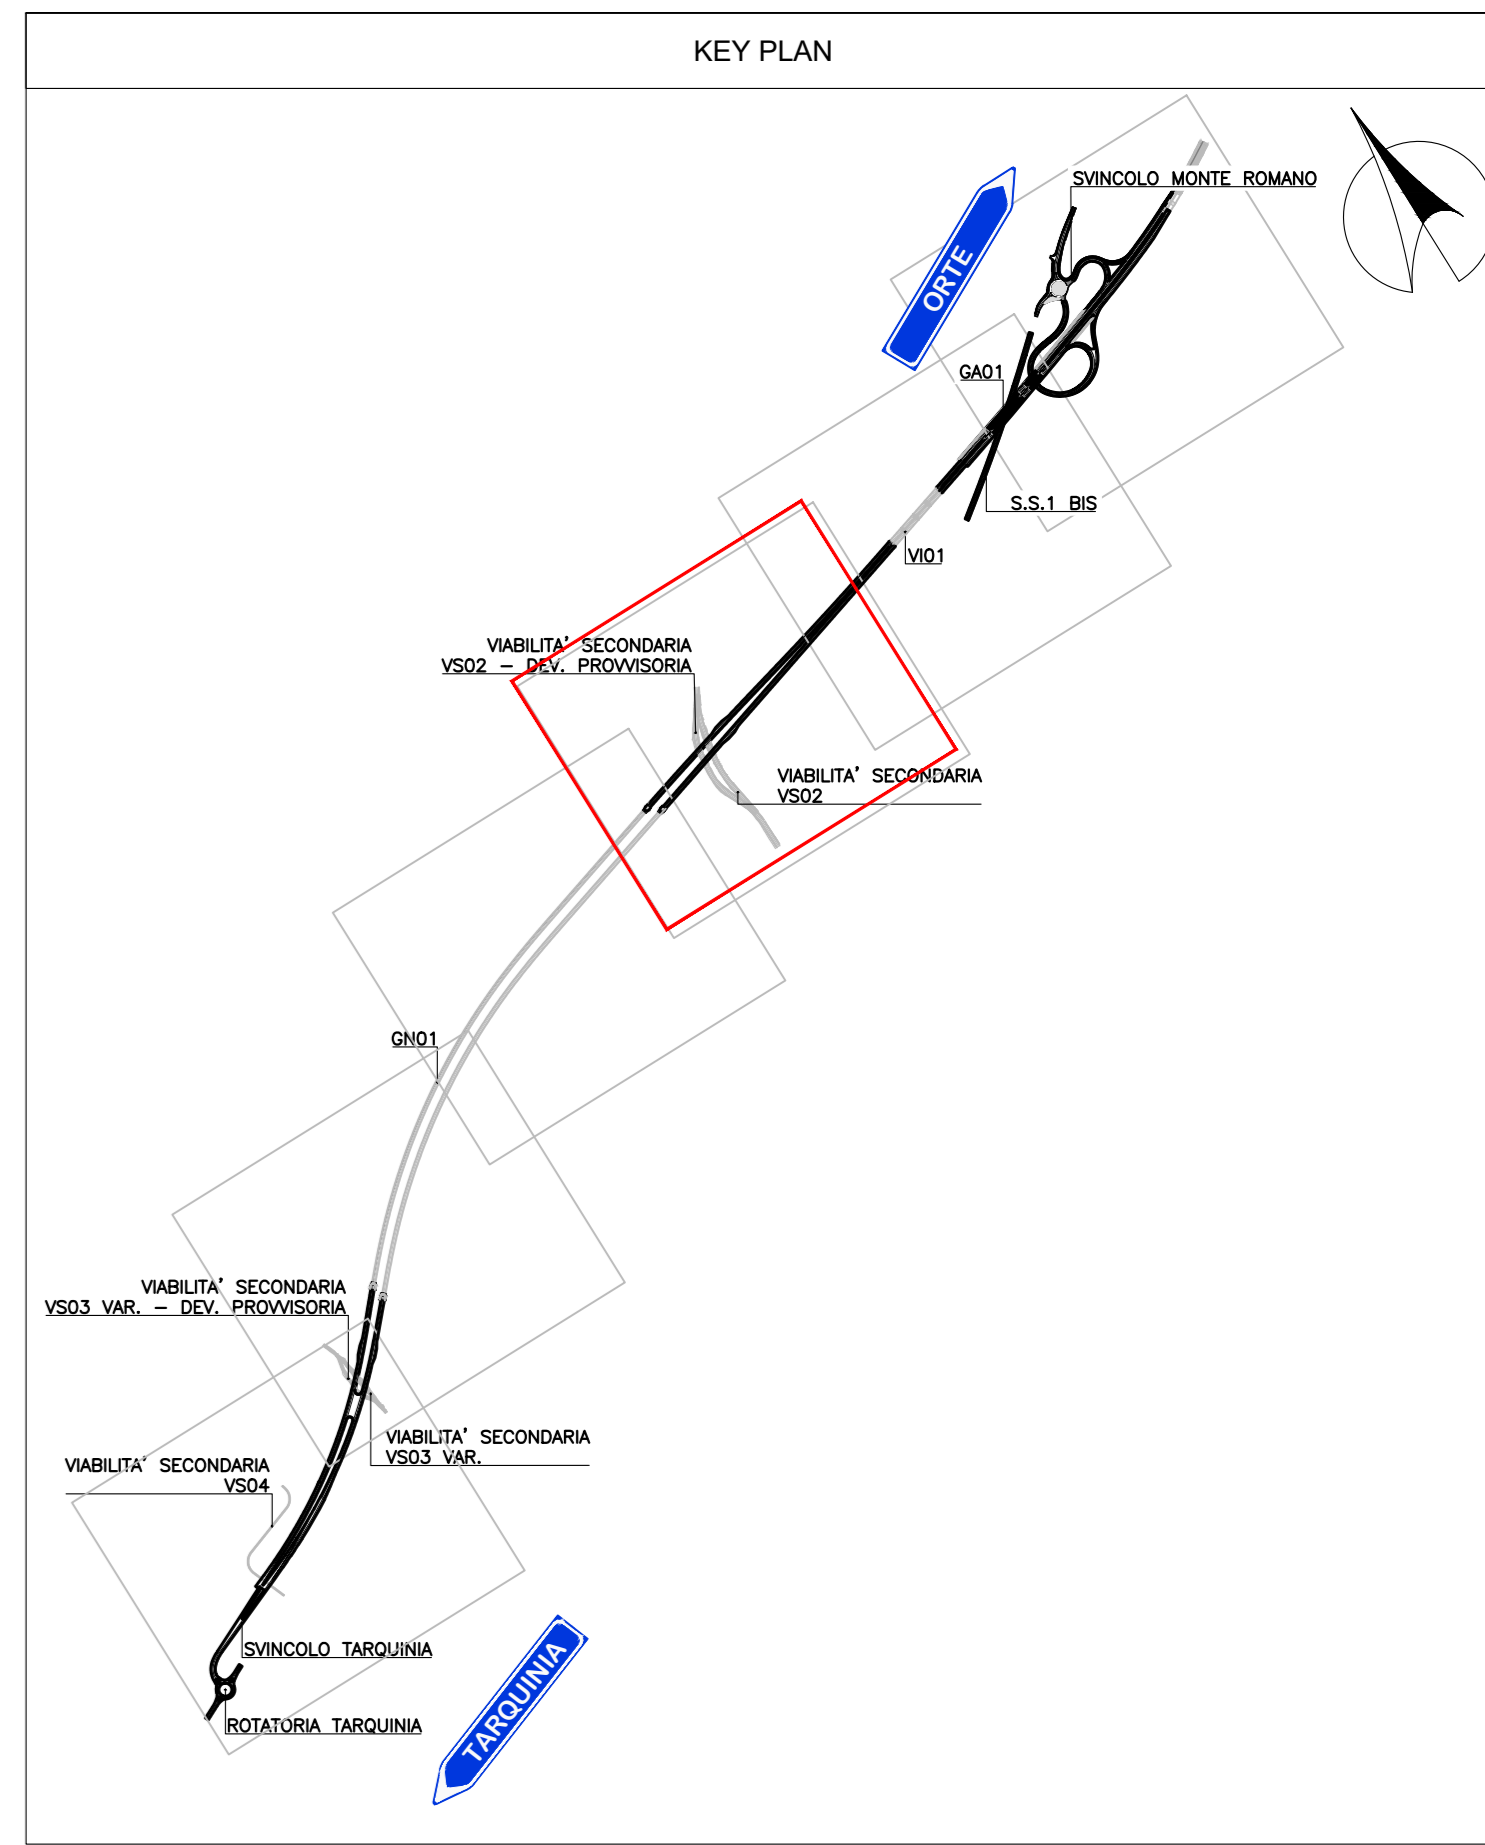 KEY PLAN
SVINCOLO MONTE ROMANO
ORTE
GA01
S.S.1 BIS
VI01
VIABILITA' SECONDARIA
VS02 - DEV. PROVVISORIA
VIABILITA' SECONDARIA
VS02
GN01
VIABILITA' SECONDARIA
VS03 VAR. - DEV. PROVVISORIA
VIABILITA' SECONDARIA
VS03 VAR.
VIABILITA' SECONDARIA
VS04
SVINCOLO TARQUINIA
TARQUINIA
ROTATORIA TARQUINIA